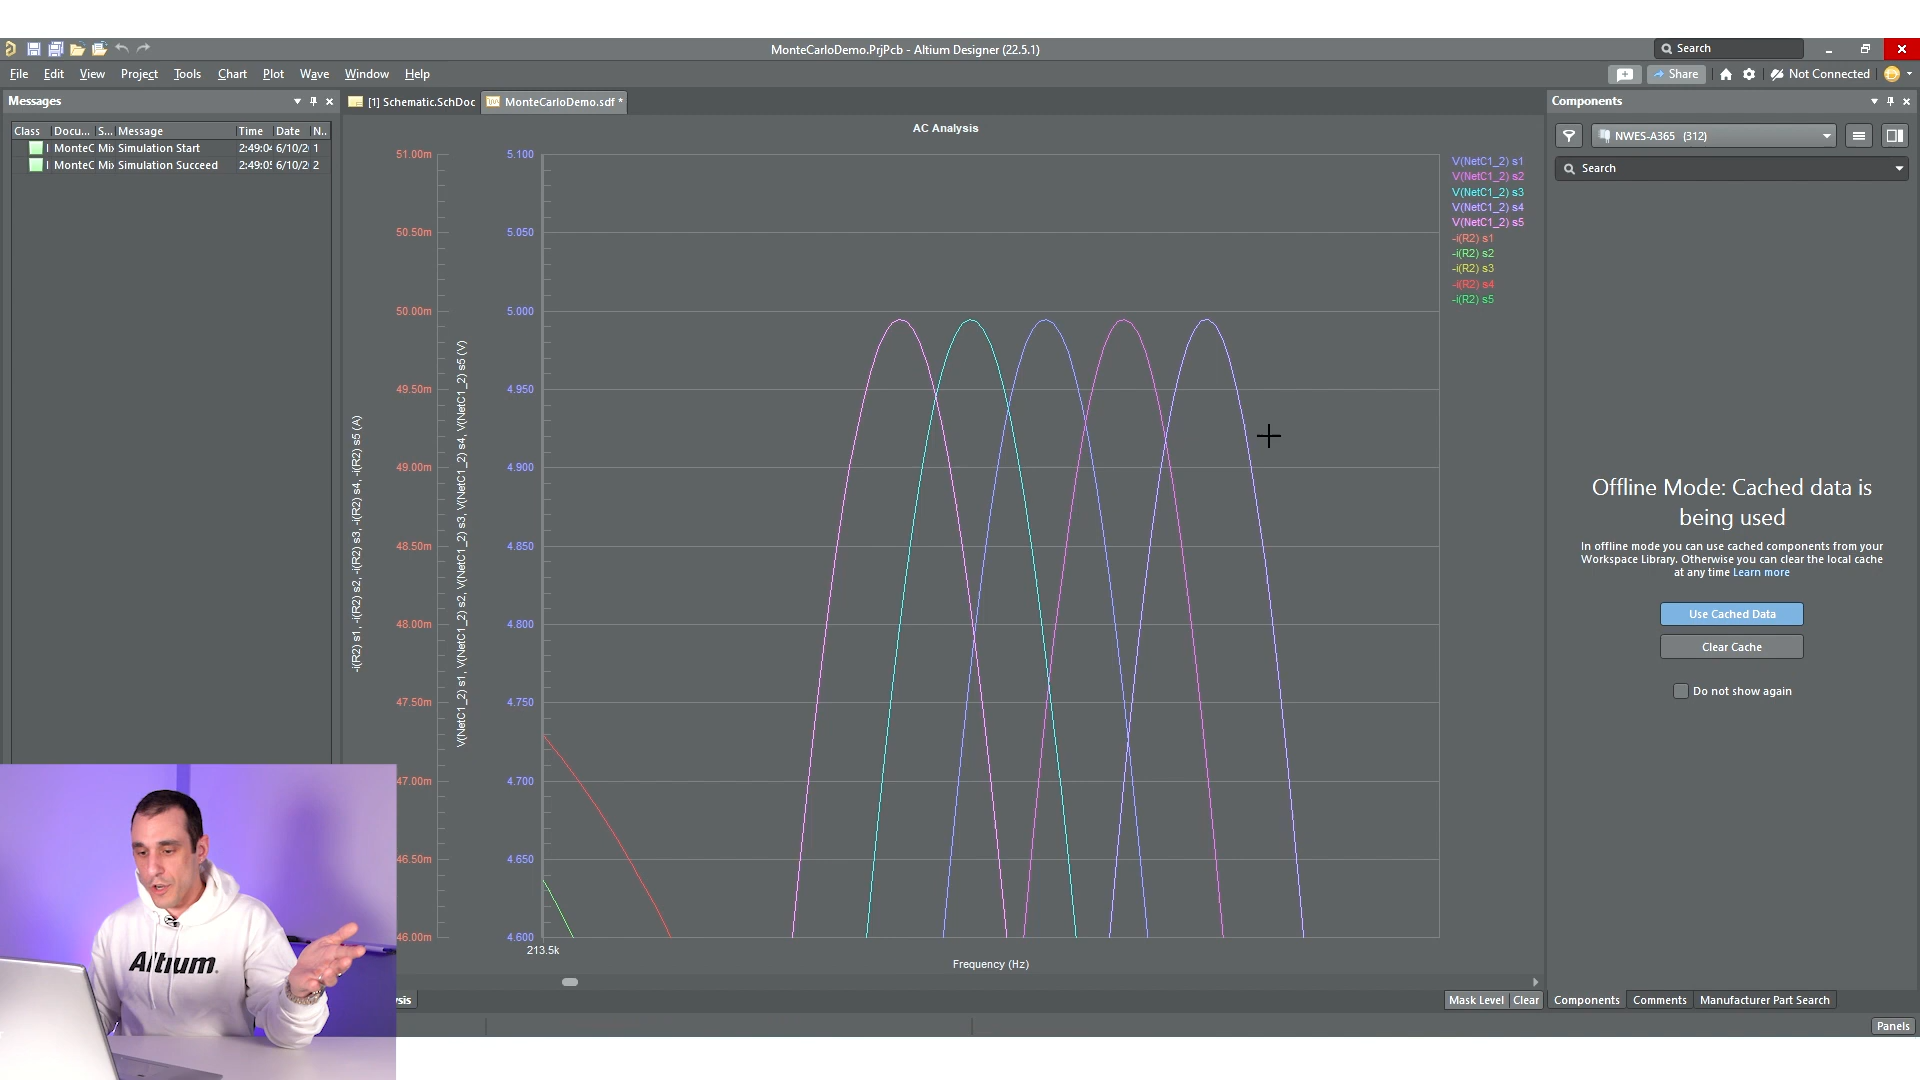 MonteCarloDemo.PrjPcb - Altium Designer (22.5.1)
Search
File Edit View Project Tools Chart Plot Wave Window Help
Share
Not Connected
Messages
[1] Schematic.SchDoc
MonteCarloDemo.sdf *
Components
Class Docu... S... Message Time Date N..
MonteC Mix Simulation Start 2:49:04 6/10/2 1
MonteC Mix Simulation Succeed 2:49:05 6/10/2 2
NWES-A365 (312)
Search
AC Analysis
51.00m
50.50m
50.00m
49.50m
49.00m
48.50m
48.00m
47.50m
47.00m
46.50m
46.00m
5.100
5.050
5.000
4.950
4.900
4.850
4.800
4.750
4.700
4.650
4.600
-i(R2) s1, -i(R2) s2, -i(R2) s3, -i(R2) s4, -i(R2) s5 (A)
V(NetC1_2) s1, V(NetC1_2) s2, V(NetC1_2) s3, V(NetC1_2) s4, V(NetC1_2) s5 (V)
213.5k
Frequency (Hz)
V(NetC1_2) s1
V(NetC1_2) s2
V(NetC1_2) s3
V(NetC1_2) s4
V(NetC1_2) s5
-i(R2) s1
-i(R2) s2
-i(R2) s3
-i(R2) s4
-i(R2) s5
Offline Mode: Cached data is
being used
In offline mode you can use cached components from your
Workspace Library. Otherwise you can clear the local cache
at any time Learn more
Use Cached Data
Clear Cache
Do not show again
Altium.
Mask Level Clear
Components Comments Manufacturer Part Search
Panels